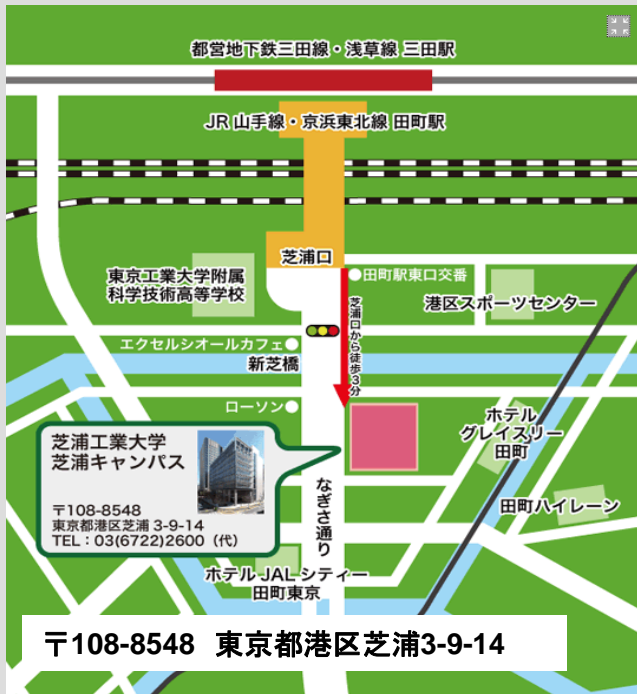 都営地下鉄三田線・浅草線 三田駅
JR 山手線・京浜東北線 田町駅
芝浦口
田町駅東口交番
東京工業大学附属
科学技術高等学校
港区スポーツセンター
芝浦口から徒歩3分
エクセルシオールカフェ
新芝橋
ローソン
ホテル
グレイスリー
田町
芝浦工業大学
芝浦キャンパス
〒108-8548
東京都港区芝浦 3-9-14
TEL：03(6722)2600（代）
なぎさ通り
田町ハイレーン
ホテル JAL シティー
田町東京
〒108-8548 東京都港区芝浦3-9-14